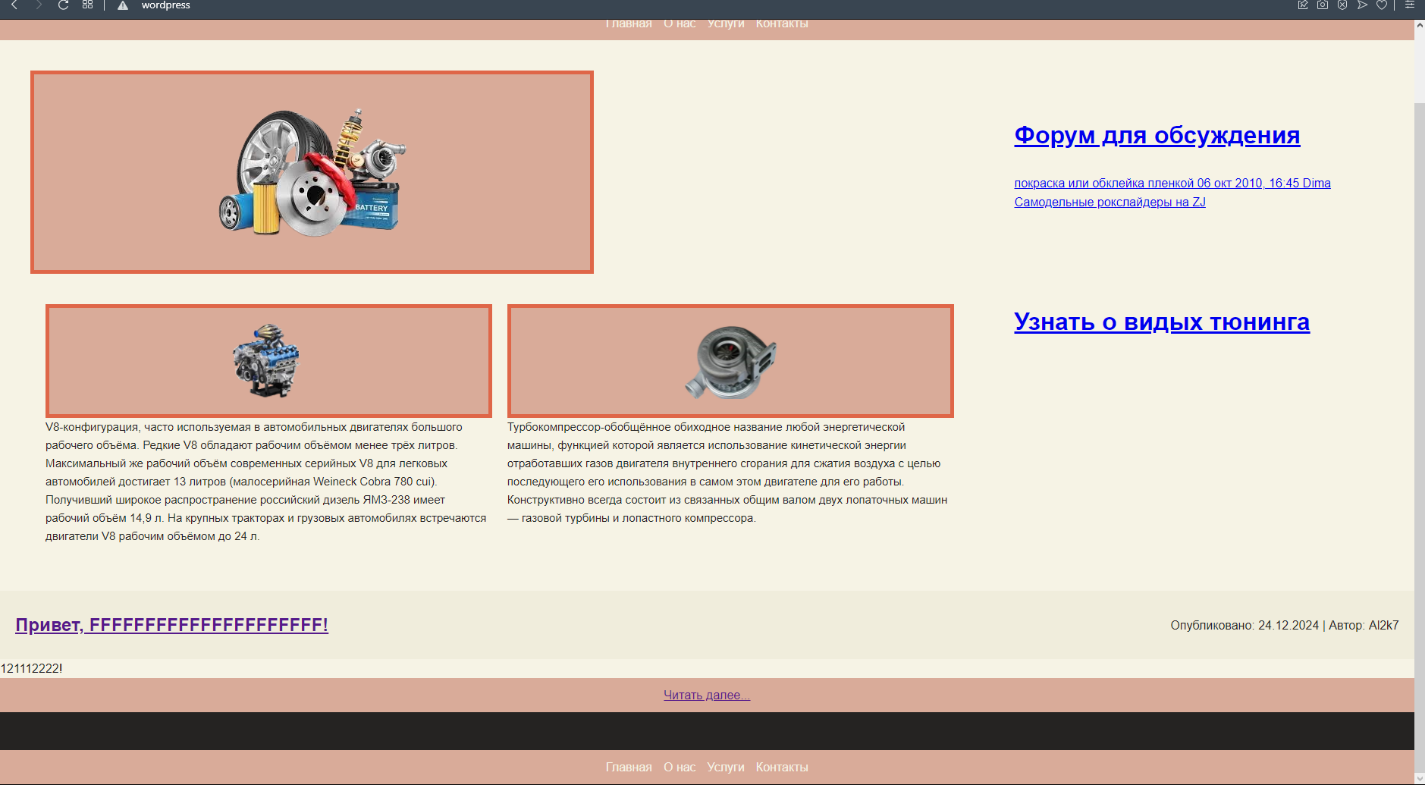 wordpress
Главная О нас Услуги Контакты
BATTERY
Форум для обсуждения
покраска или обклейка пленкой 06 окт 2010, 16:45 Dima
Самодельные рокслайдеры на ZJ
Узнать о видых тюнинга
V8-конфигурация, часто используемая в автомобильных двигателях большого
рабочего объёма. Редкие V8 обладают рабочим объёмом менее трёх литров.
Максимальный же рабочий объём современных серийных V8 для легковых
автомобилей достигает 13 литров (малосерийная Weineck Cobra 780 cui).
Получивший широкое распространение российский дизель ЯМЗ-238 имеет
рабочий объём 14,9 л. На крупных тракторах и грузовых автомобилях встречаются
двигатели V8 рабочим объёмом до 24 л.
Турбокомпрессор-обобщённое обиходное название любой энергетической
машины, функцией которой является использование кинетической энергии
отработавших газов двигателя внутреннего сгорания для сжатия воздуха с целью
последующего его использования в самом этом двигателе для его работы.
Конструктивно всегда состоит из связанных общим валом двух лопаточных машин
— газовой турбины и лопастного компрессора.
Привет, FFFFFFFFFFFFFFFFFFFFF!
Опубликовано: 24.12.2024 | Автор: Al2k7
121112222!
Читать далее...
Главная О нас Услуги Контакты